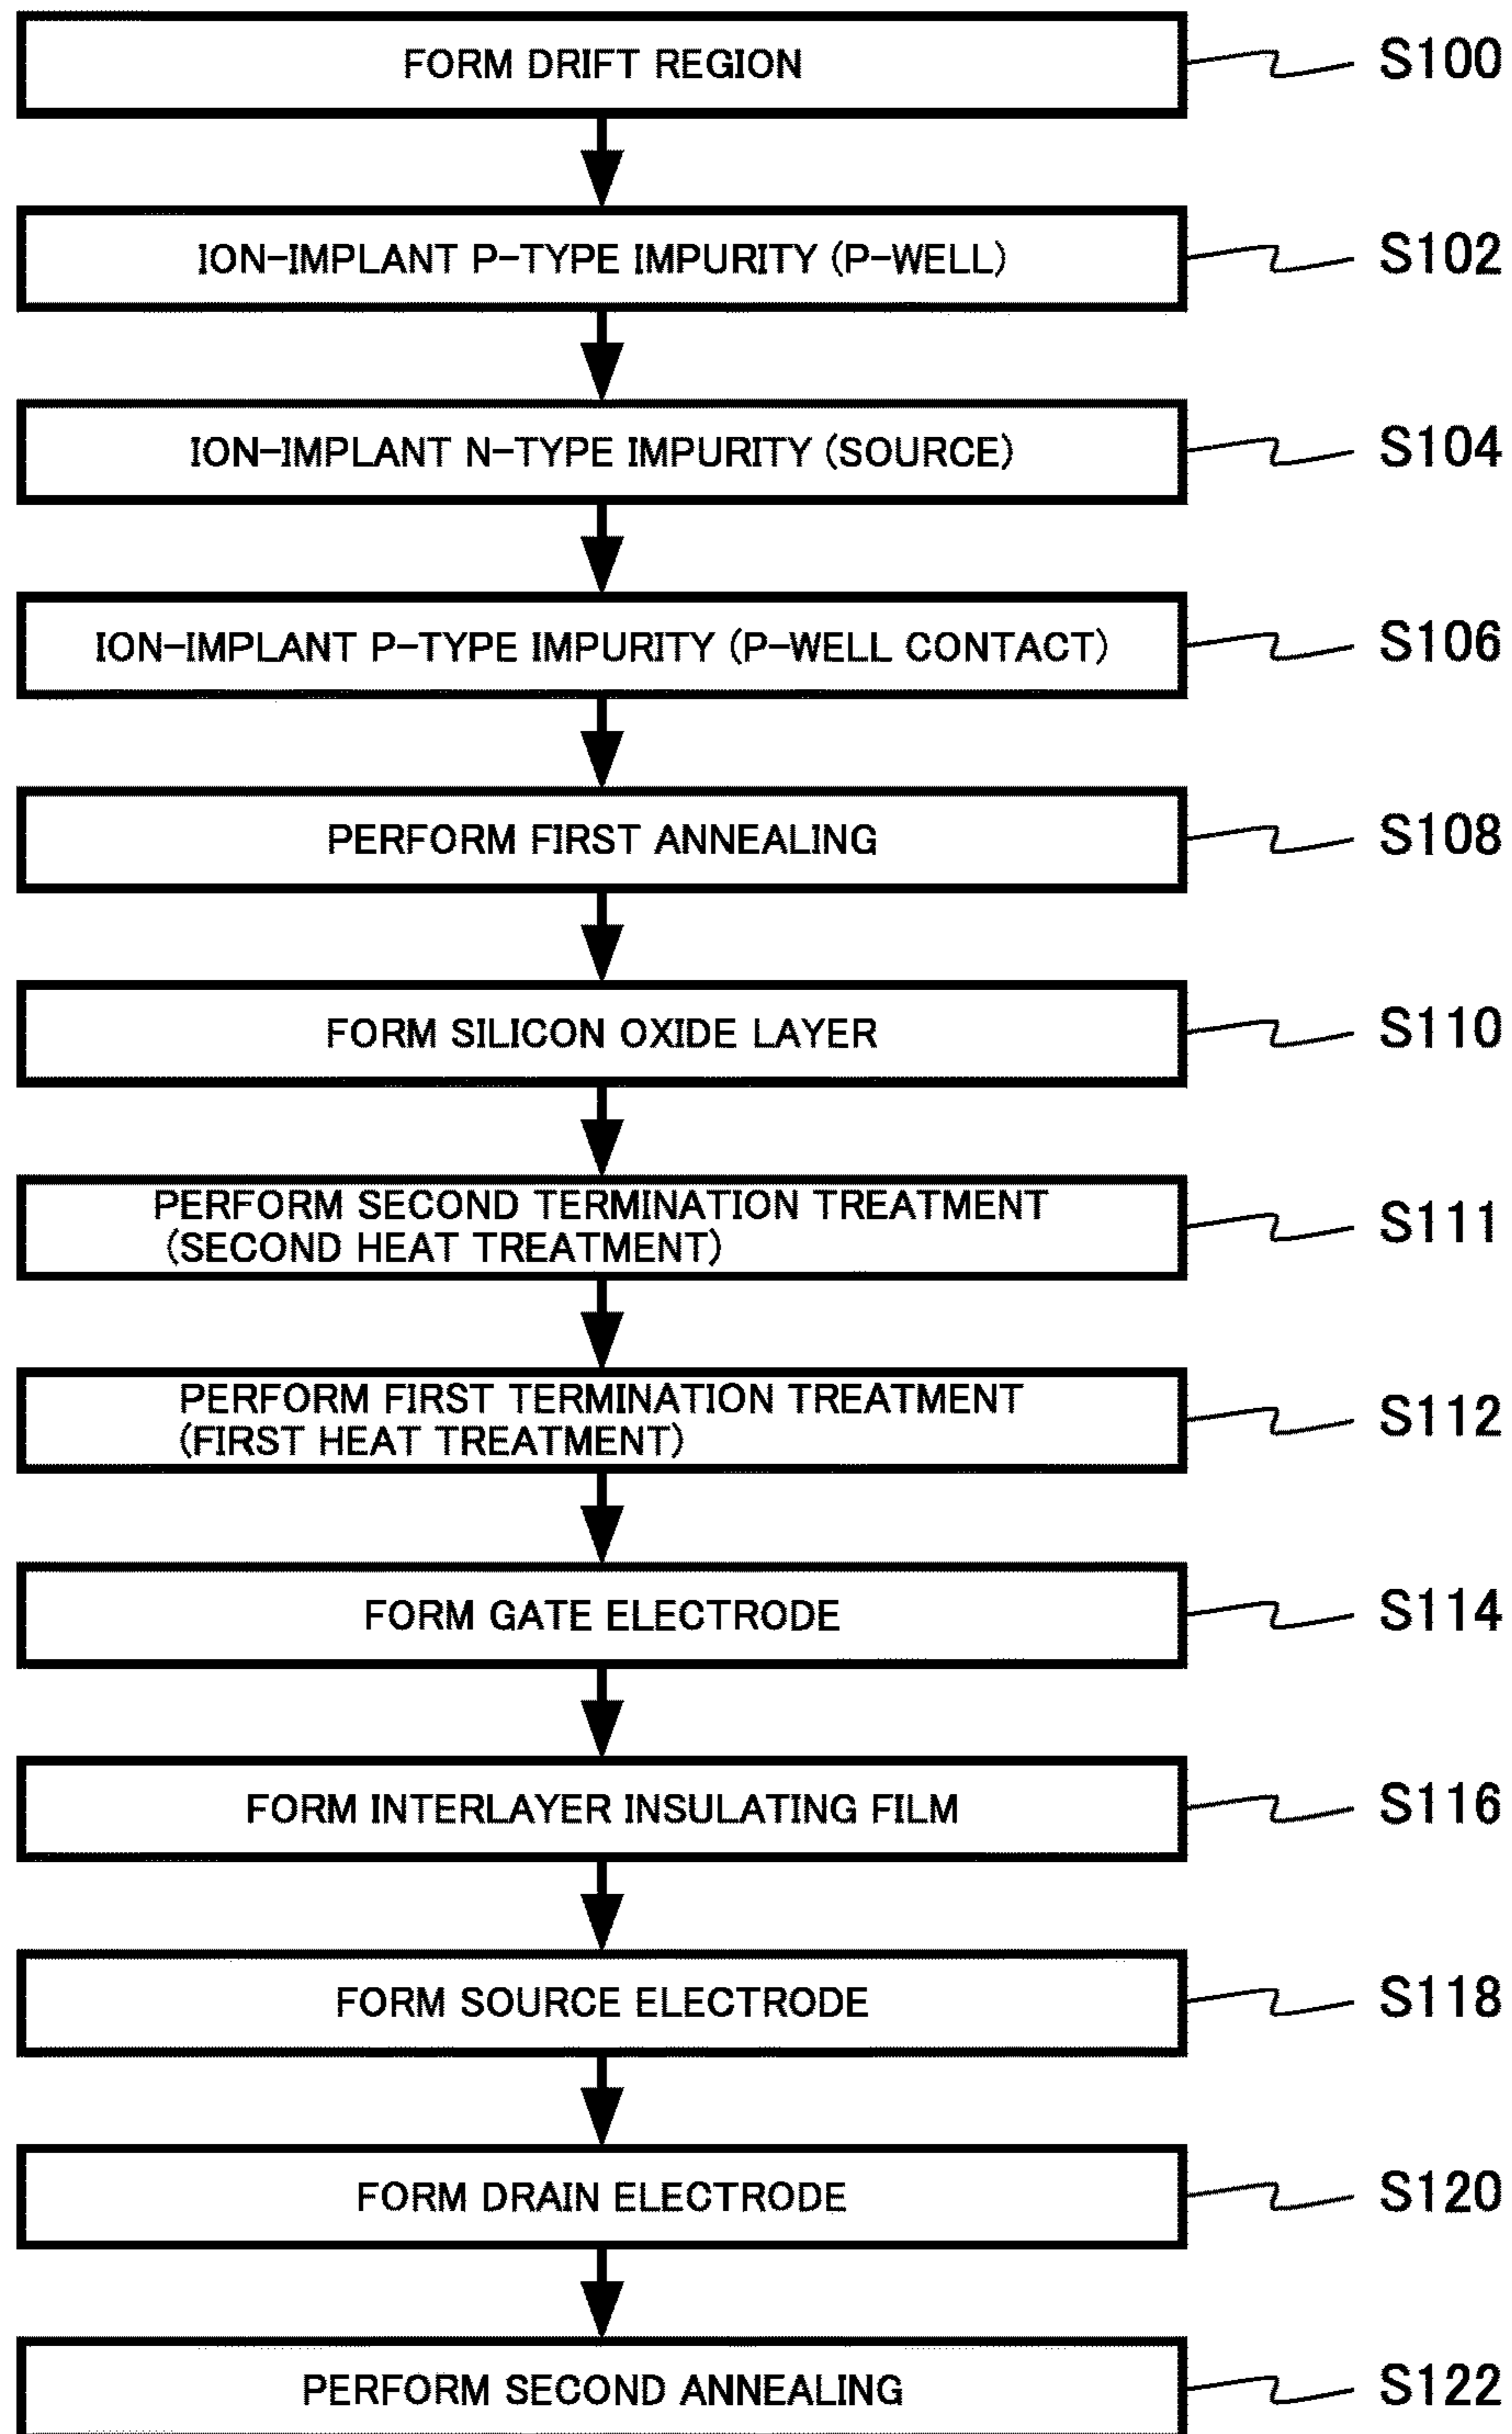 FORM DRIFT REGION S100
ION-IMPLANT P-TYPE IMPURITY (P-WELL) S102
ION-IMPLANT N-TYPE IMPURITY (SOURCE) S104
ION-IMPLANT P-TYPE IMPURITY (P-WELL CONTACT) S106
PERFORM FIRST ANNEALING S108
FORM SILICON OXIDE LAYER S110
PERFORM SECOND TERMINATION TREATMENT
(SECOND HEAT TREATMENT) S111
PERFORM FIRST TERMINATION TREATMENT
(FIRST HEAT TREATMENT) S112
FORM GATE ELECTRODE S114
FORM INTERLAYER INSULATING FILM S116
FORM SOURCE ELECTRODE S118
FORM DRAIN ELECTRODE S120
PERFORM SECOND ANNEALING S122